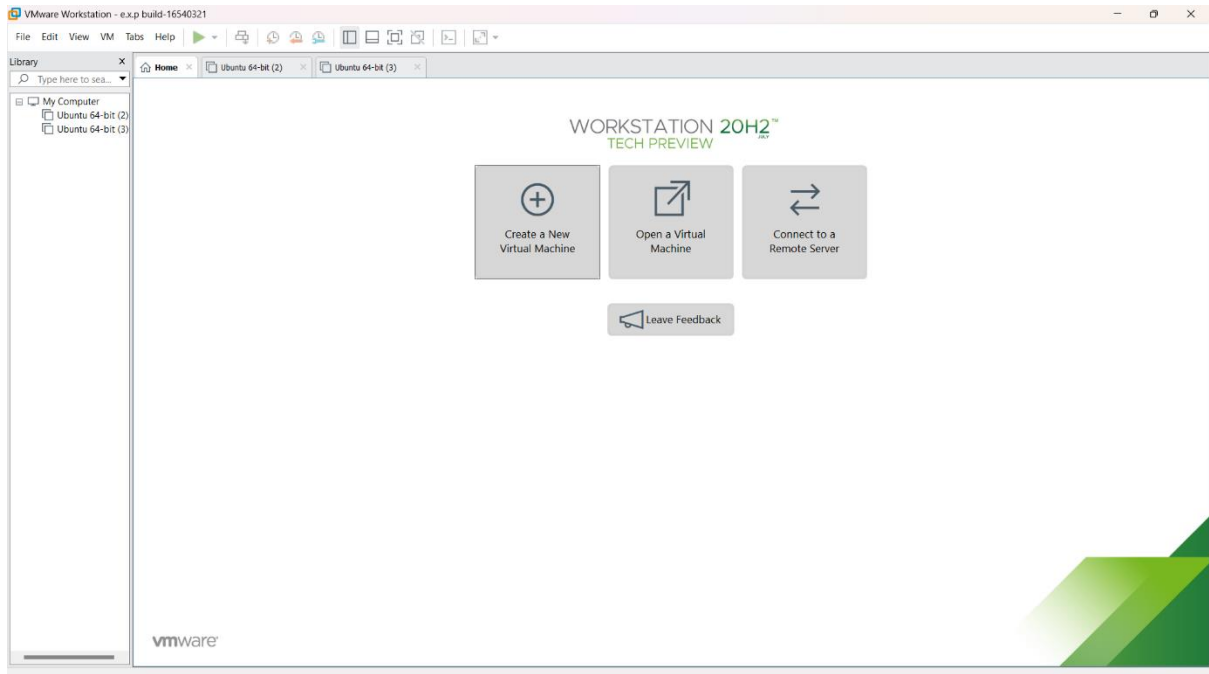 VMware Workstation - e.x.p build-16540321
File Edit View VM Tabs Help
Library X
Type here to sea...
Home
Ubuntu 64-bit (2)
Ubuntu 64-bit (3)
My Computer
Ubuntu 64-bit (2)
Ubuntu 64-bit (3)
WORKSTATION 20H2™
JULY
TECH PREVIEW
Create a New
Virtual Machine
Open a Virtual
Machine
Connect to a
Remote Server
Leave Feedback
vmware